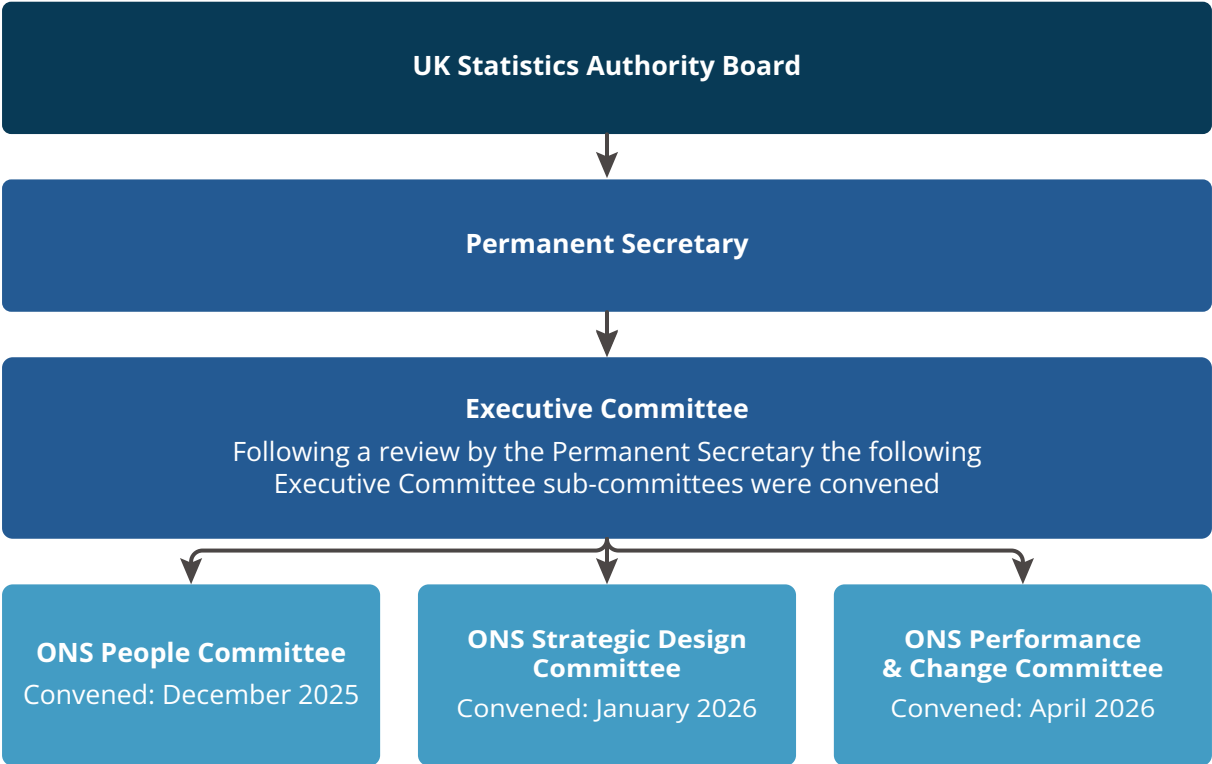 UK Statistics Authority Board
Permanent Secretary
Executive Committee
Following a review by the Permanent Secretary the following
Executive Committee sub-committees were convened
ONS People Committee
Convened: December 2025
ONS Strategic Design
Committee
Convened: January 2026
ONS Performance
& Change Committee
Convened: April 2026